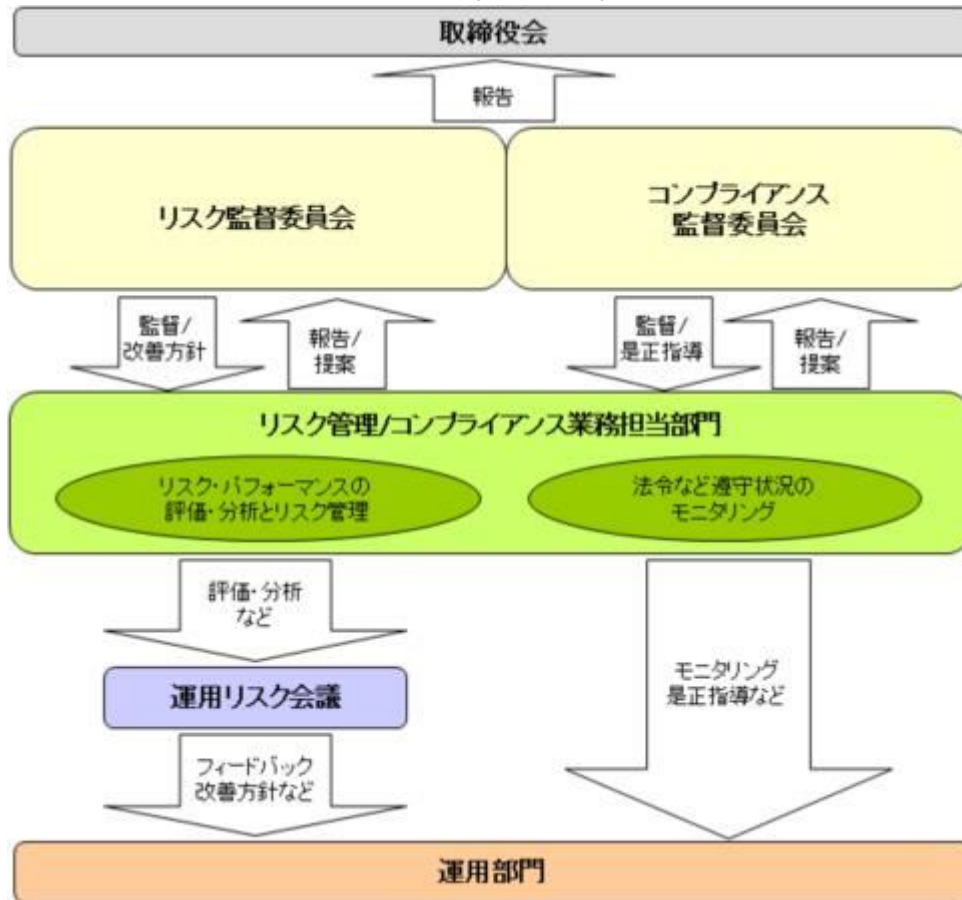 取締役会
報告
リスク監督委員会
コンプライアンス
監督委員会
監督/
改善方針
報告/
提案
監督/
是正指導
報告/
提案
リスク管理/コンプライアンス業務担当部門
リスク・パフォーマンスの
評価・分析とリスク管理
法令など遵守状況の
モニタリング
評価・分析
など
運用リスク会議
モニタリング
是正指導など
フィードバック
改善方針など
運用部門